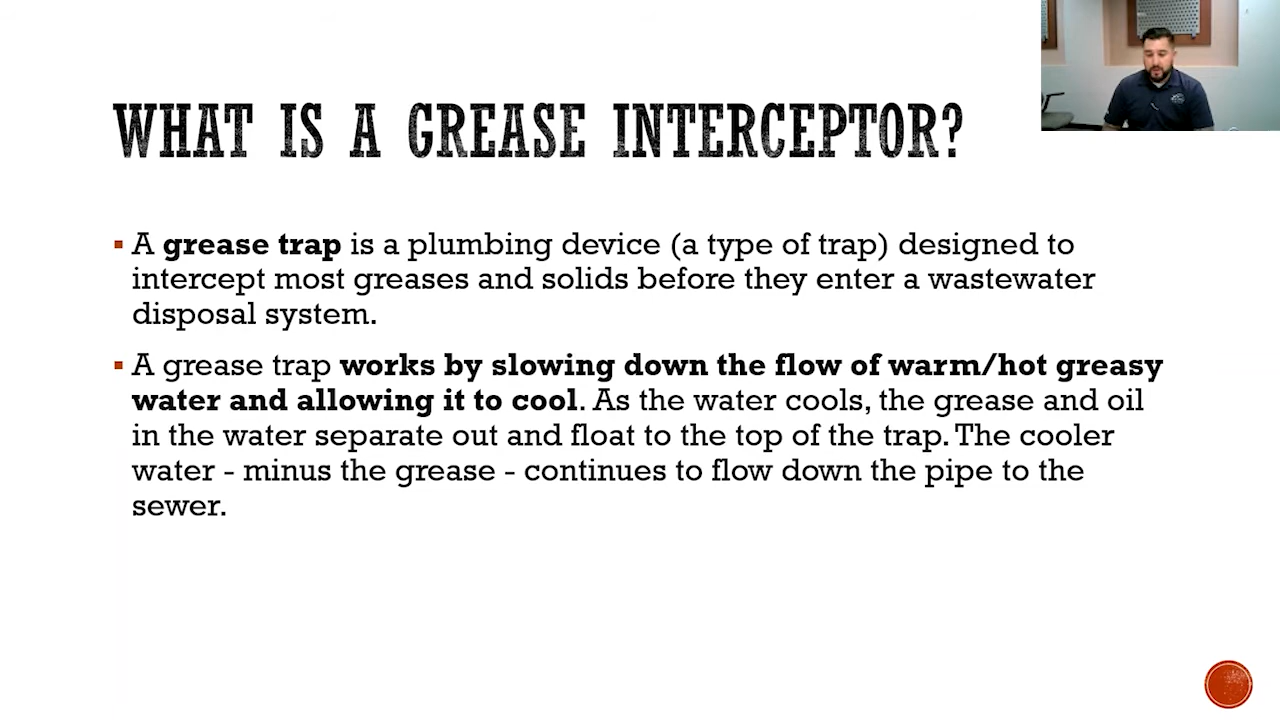 WHAT IS A GREASE INTERCEPTOR?
▪ A grease trap is a plumbing device (a type of trap) designed to
intercept most greases and solids before they enter a wastewater
disposal system.
▪ A grease trap works by slowing down the flow of warm/hot greasy
water and allowing it to cool. As the water cools, the grease and oil
in the water separate out and float to the top of the trap. The cooler
water - minus the grease - continues to flow down the pipe to the
sewer.